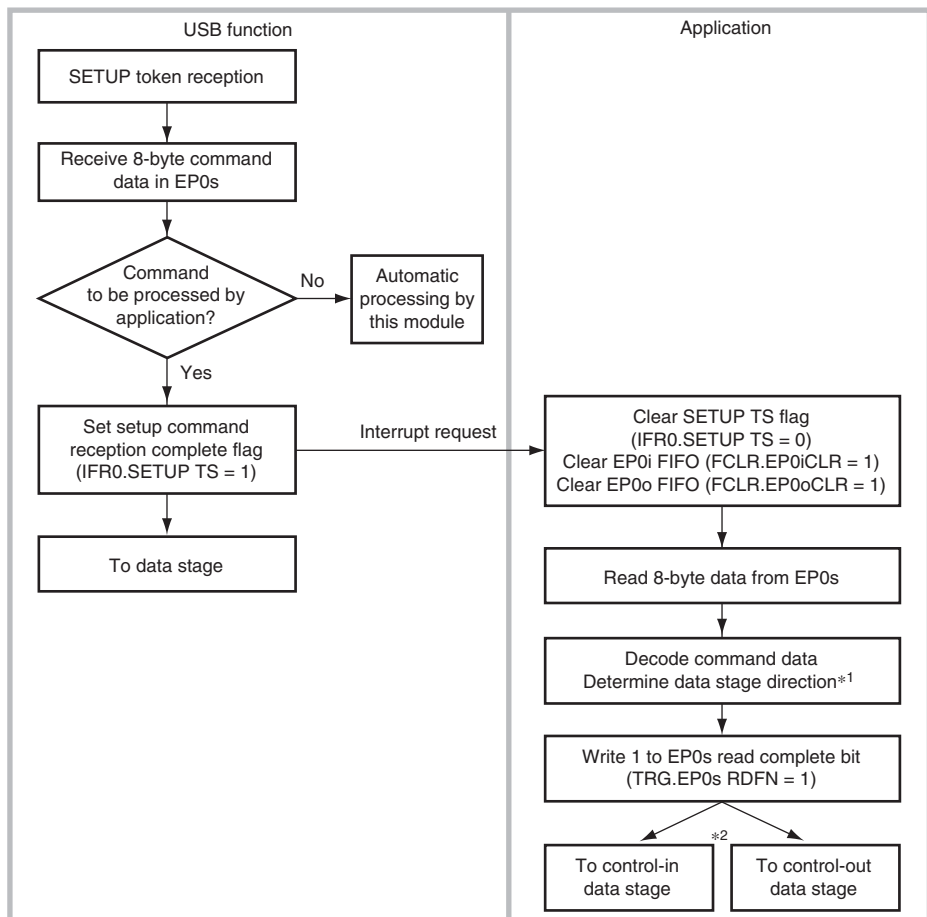 USB function
SETUP token reception
Receive 8-byte command
data in EP0s
Command
to be processed by
application?
No
Automatic
processing by
this module
Yes
Set setup command
reception complete flag
(IFR0.SETUP TS = 1)
Interrupt request
To data stage
Application
Clear SETUP TS flag
(IFR0.SETUP TS = 0)
Clear EP0i FIFO (FCLR.EP0iCLR = 1)
Clear EP0o FIFO (FCLR.EP0oCLR = 1)
Read 8-byte data from EP0s
Decode command data
Determine data stage direction*1
Write 1 to EP0s read complete bit
(TRG.EP0s RDFN = 1)
*2
To control-in
data stage
To control-out
data stage